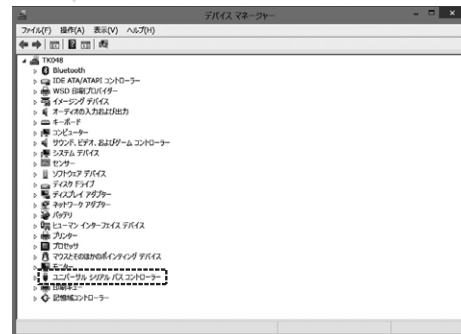 デバイス マネージャー
ファイル(F) 操作(A) 表示(V) ヘルプ(H)
TK048
Bluetooth
IDE ATA/ATAPI コントローラー
WSD 印刷プロバイダー
イメージング デバイス
オーディオの入力および出力
キーボード
コンピューター
サウンド、ビデオ、およびゲーム コントローラー
システム デバイス
センサー
ソフトウェア デバイス
ディスク ドライブ
ディスプレイ アダプター
ネットワーク アダプター
バッテリ
ヒューマン インターフェイス デバイス
プリンター
プロセッサ
マウスとそのほかのポインティング デバイス
モニター
ユニバーサル シリアル バス コントローラー
印刷キュー
記憶域コントローラー